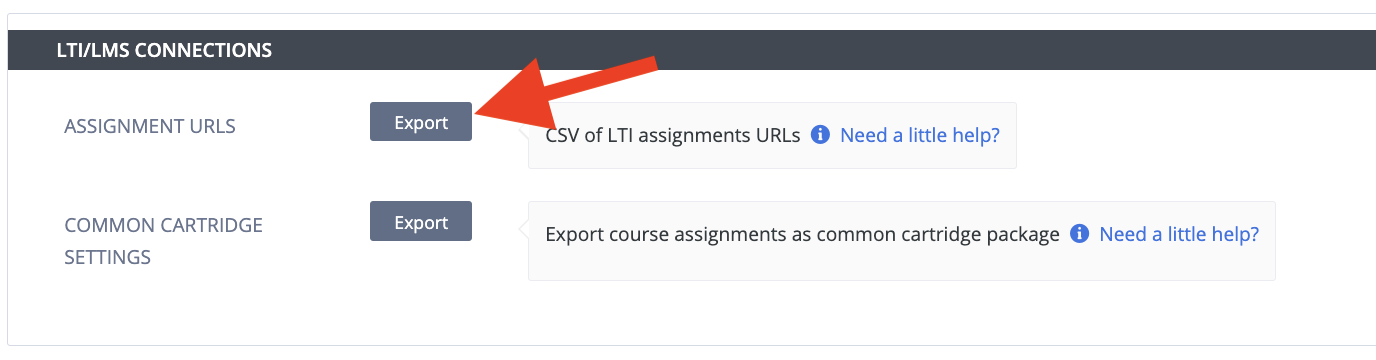 LTI/LMS CONNECTIONS
ASSIGNMENT URLS
Export
CSV of LTI assignments URLs Need a little help?
COMMON CARTRIDGE
SETTINGS
Export
Export course assignments as common cartridge package Need a little help?